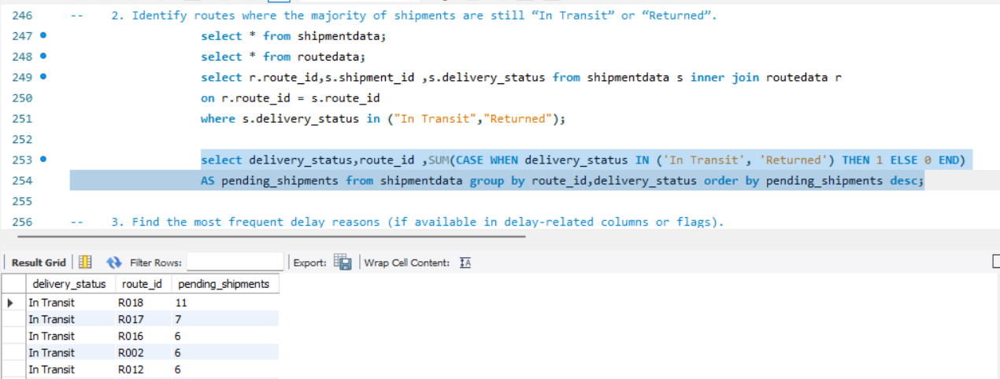 246 -- 2. Identify routes where the majority of shipments are still “In Transit” or “Returned”.
247 select * from shipmentdata;
248 select * from routedata;
249 select r.route_id,s.shipment_id ,s.delivery_status from shipmentdata s inner join routedata r
250 on r.route_id = s.route_id
251 where s.delivery_status in ("In Transit","Returned");
252
253 select delivery_status,route_id ,SUM(CASE WHEN delivery_status IN ('In Transit', 'Returned') THEN 1 ELSE 0 END)
254 AS pending_shipments from shipmentdata group by route_id,delivery_status order by pending_shipments desc;
255
256 -- 3. Find the most frequent delay reasons (if available in delay-related columns or flags).
Result Grid Filter Rows: Export: Wrap Cell Content: IA
delivery_status route_id pending_shipments
In Transit R018 11
In Transit R017 7
In Transit R016 6
In Transit R002 6
In Transit R012 6